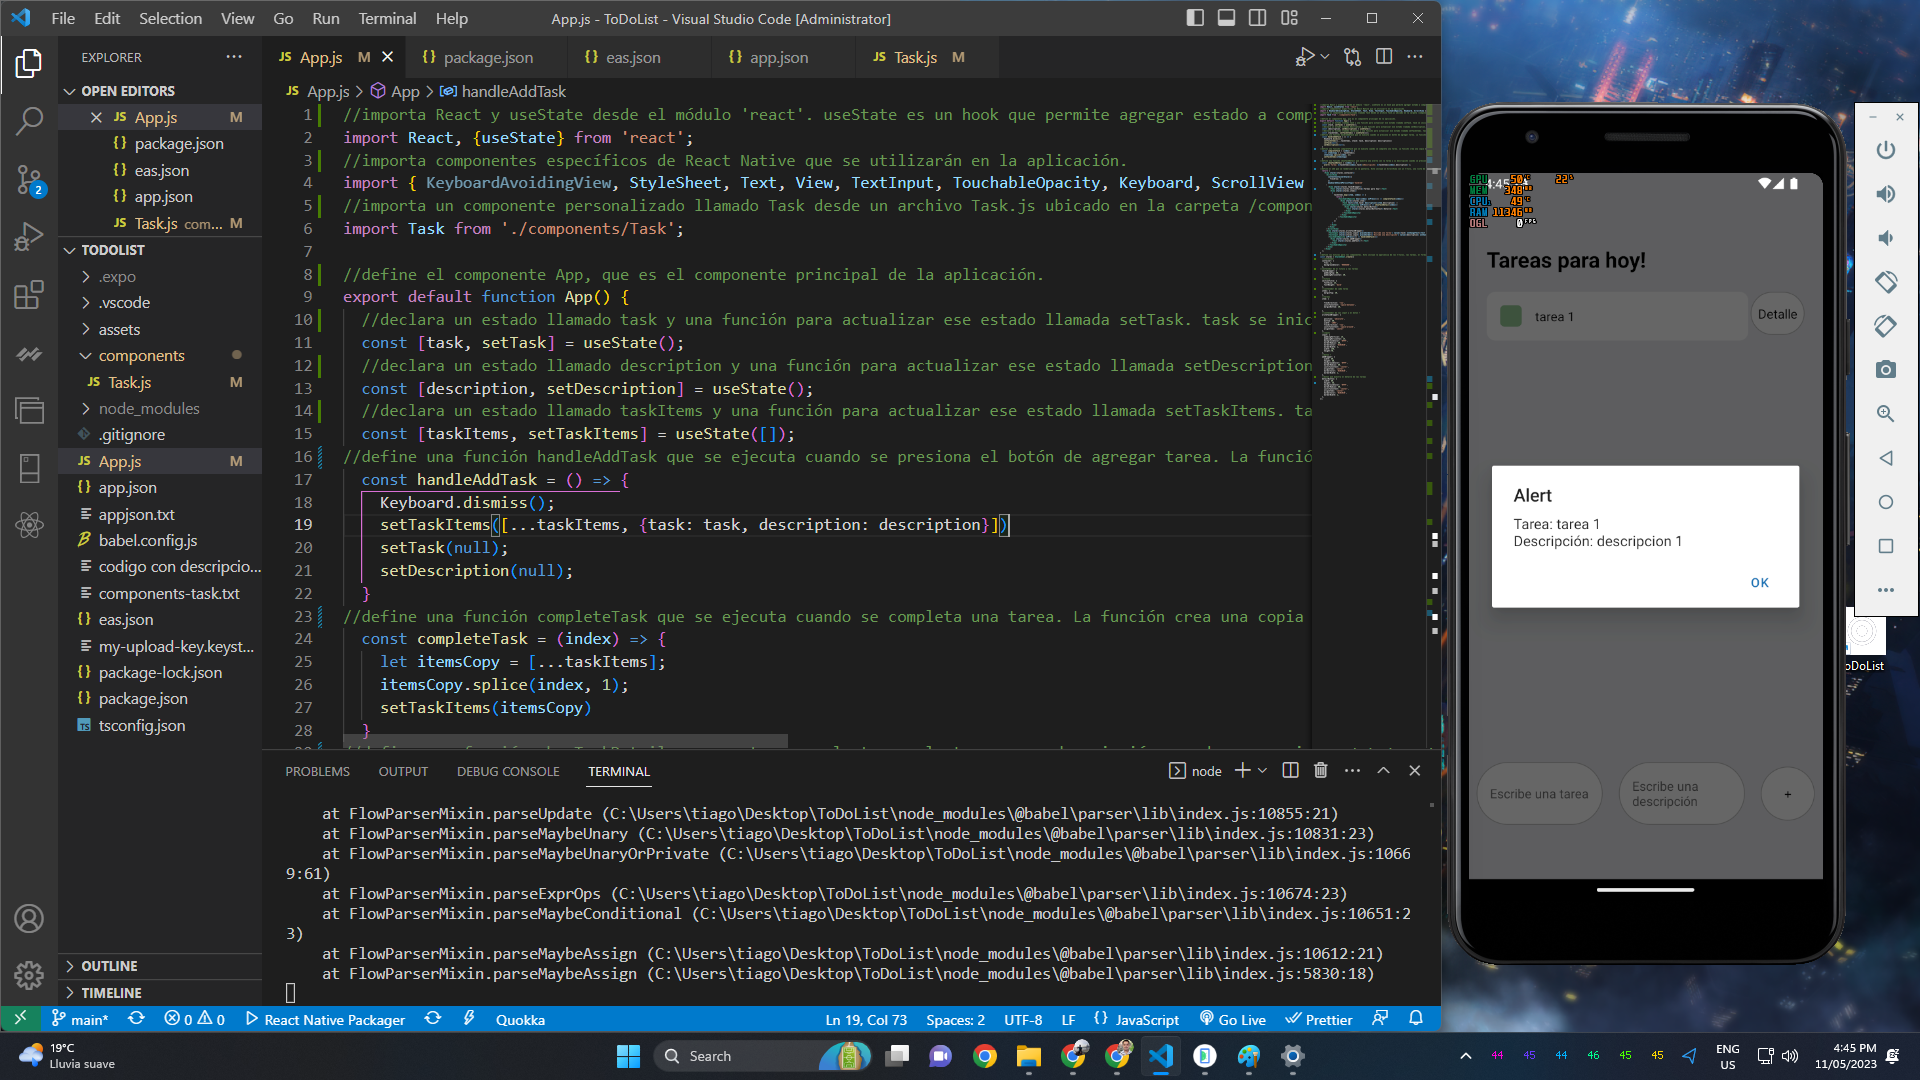 File Edit Selection View Go Run Terminal Help
App.js - ToDoList - Visual Studio Code [Administrator]
EXPLORER
OPEN EDITORS
App.js M
package.json
eas.json
app.json
Task.js com... M
TODOLIST
.expo
.vscode
assets
components
Task.js M
node_modules
.gitignore
App.js M
app.json
appjson.txt
babel.config.js
codigo con descripcio...
components-task.txt
eas.json
my-upload-key.keyst...
package-lock.json
package.json
tsconfig.json
OUTLINE
TIMELINE
App.js M package.json eas.json app.json Task.js M
App.js > App > handleAddTask
1 //importa React y useState desde el módulo 'react'. useState es un hook que permite agregar estado a comp
2 import React, {useState} from 'react';
3 //importa componentes específicos de React Native que se utilizarán en la aplicación.
4 import { KeyboardAvoidingView, StyleSheet, Text, View, TextInput, TouchableOpacity, Keyboard, ScrollView
5 //importa un componente personalizado llamado Task desde un archivo Task.js ubicado en la carpeta /compon
6 import Task from './components/Task';
7
8 //define el componente App, que es el componente principal de la aplicación.
9 export default function App() {
10 //declara un estado llamado task y una función para actualizar ese estado llamada setTask. task se inic
11 const [task, setTask] = useState();
12 //declara un estado llamado description y una función para actualizar ese estado llamada setDescription
13 const [description, setDescription] = useState();
14 //declara un estado llamado taskItems y una función para actualizar ese estado llamada setTaskItems. ta
15 const [taskItems, setTaskItems] = useState([]);
16 //define una función handleAddTask que se ejecuta cuando se presiona el botón de agregar tarea. La funció
17 const handleAddTask = () => {
18 Keyboard.dismiss();
19 setTaskItems([...taskItems, {task: task, description: description}])
20 setTask(null);
21 setDescription(null);
22 }
23 //define una función completeTask que se ejecuta cuando se completa una tarea. La función crea una copia
24 const completeTask = (index) => {
25 let itemsCopy = [...taskItems];
26 itemsCopy.splice(index, 1);
27 setTaskItems(itemsCopy)
28 }
PROBLEMS OUTPUT DEBUG CONSOLE TERMINAL
node
at FlowParserMixin.parseUpdate (C:\Users\tiago\Desktop\ToDoList\node_modules\@babel\parser\lib\index.js:10855:21)
at FlowParserMixin.parseMaybeUnary (C:\Users\tiago\Desktop\ToDoList\node_modules\@babel\parser\lib\index.js:10831:23)
at FlowParserMixin.parseMaybeUnaryOrPrivate (C:\Users\tiago\Desktop\ToDoList\node_modules\@babel\parser\lib\index.js:1066
9:61)
at FlowParserMixin.parseExprOps (C:\Users\tiago\Desktop\ToDoList\node_modules\@babel\parser\lib\index.js:10674:23)
at FlowParserMixin.parseMaybeConditional (C:\Users\tiago\Desktop\ToDoList\node_modules\@babel\parser\lib\index.js:10651:2
3)
at FlowParserMixin.parseMaybeAssign (C:\Users\tiago\Desktop\ToDoList\node_modules\@babel\parser\lib\index.js:10612:21)
at FlowParserMixin.parseMaybeAssign (C:\Users\tiago\Desktop\ToDoList\node_modules\@babel\parser\lib\index.js:5830:18)
2
main* 0 0 React Native Packager Quokka Ln 19, Col 73 Spaces: 2 UTF-8 LF {} JavaScript Go Live Prettier
GPU 50°C 22%
MEM 348
CPU 49°C
RAM 11346
OGL 0 FPS
Tareas para hoy!
tarea 1
Detalle
Alert
Tarea: tarea 1
Descripción: descripcion 1
OK
Escribe una tarea
Escribe una
descripción
+
oDoList
19°C
Lluvia suave
Search
44 45 44 46 45 45
ENG
US
4:45 PM
11/05/2023